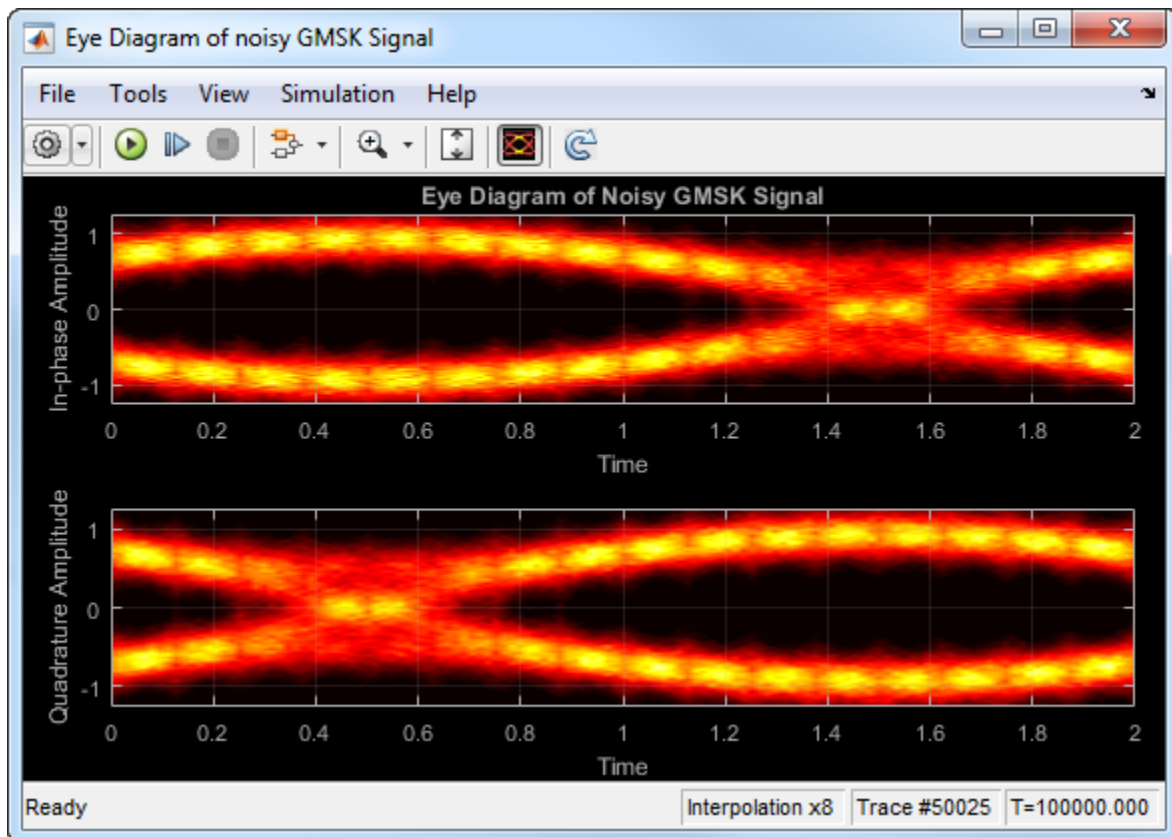 Eye Diagram of noisy GMSK Signal
File Tools View Simulation Help
Eye Diagram of Noisy GMSK Signal
In-phase Amplitude
1
0
-1
0 0.2 0.4 0.6 0.8 1 1.2 1.4 1.6 1.8 2
Time
Quadrature Amplitude
1
0
-1
0 0.2 0.4 0.6 0.8 1 1.2 1.4 1.6 1.8 2
Time
Ready Interpolation x8 Trace #50025 T=100000.000